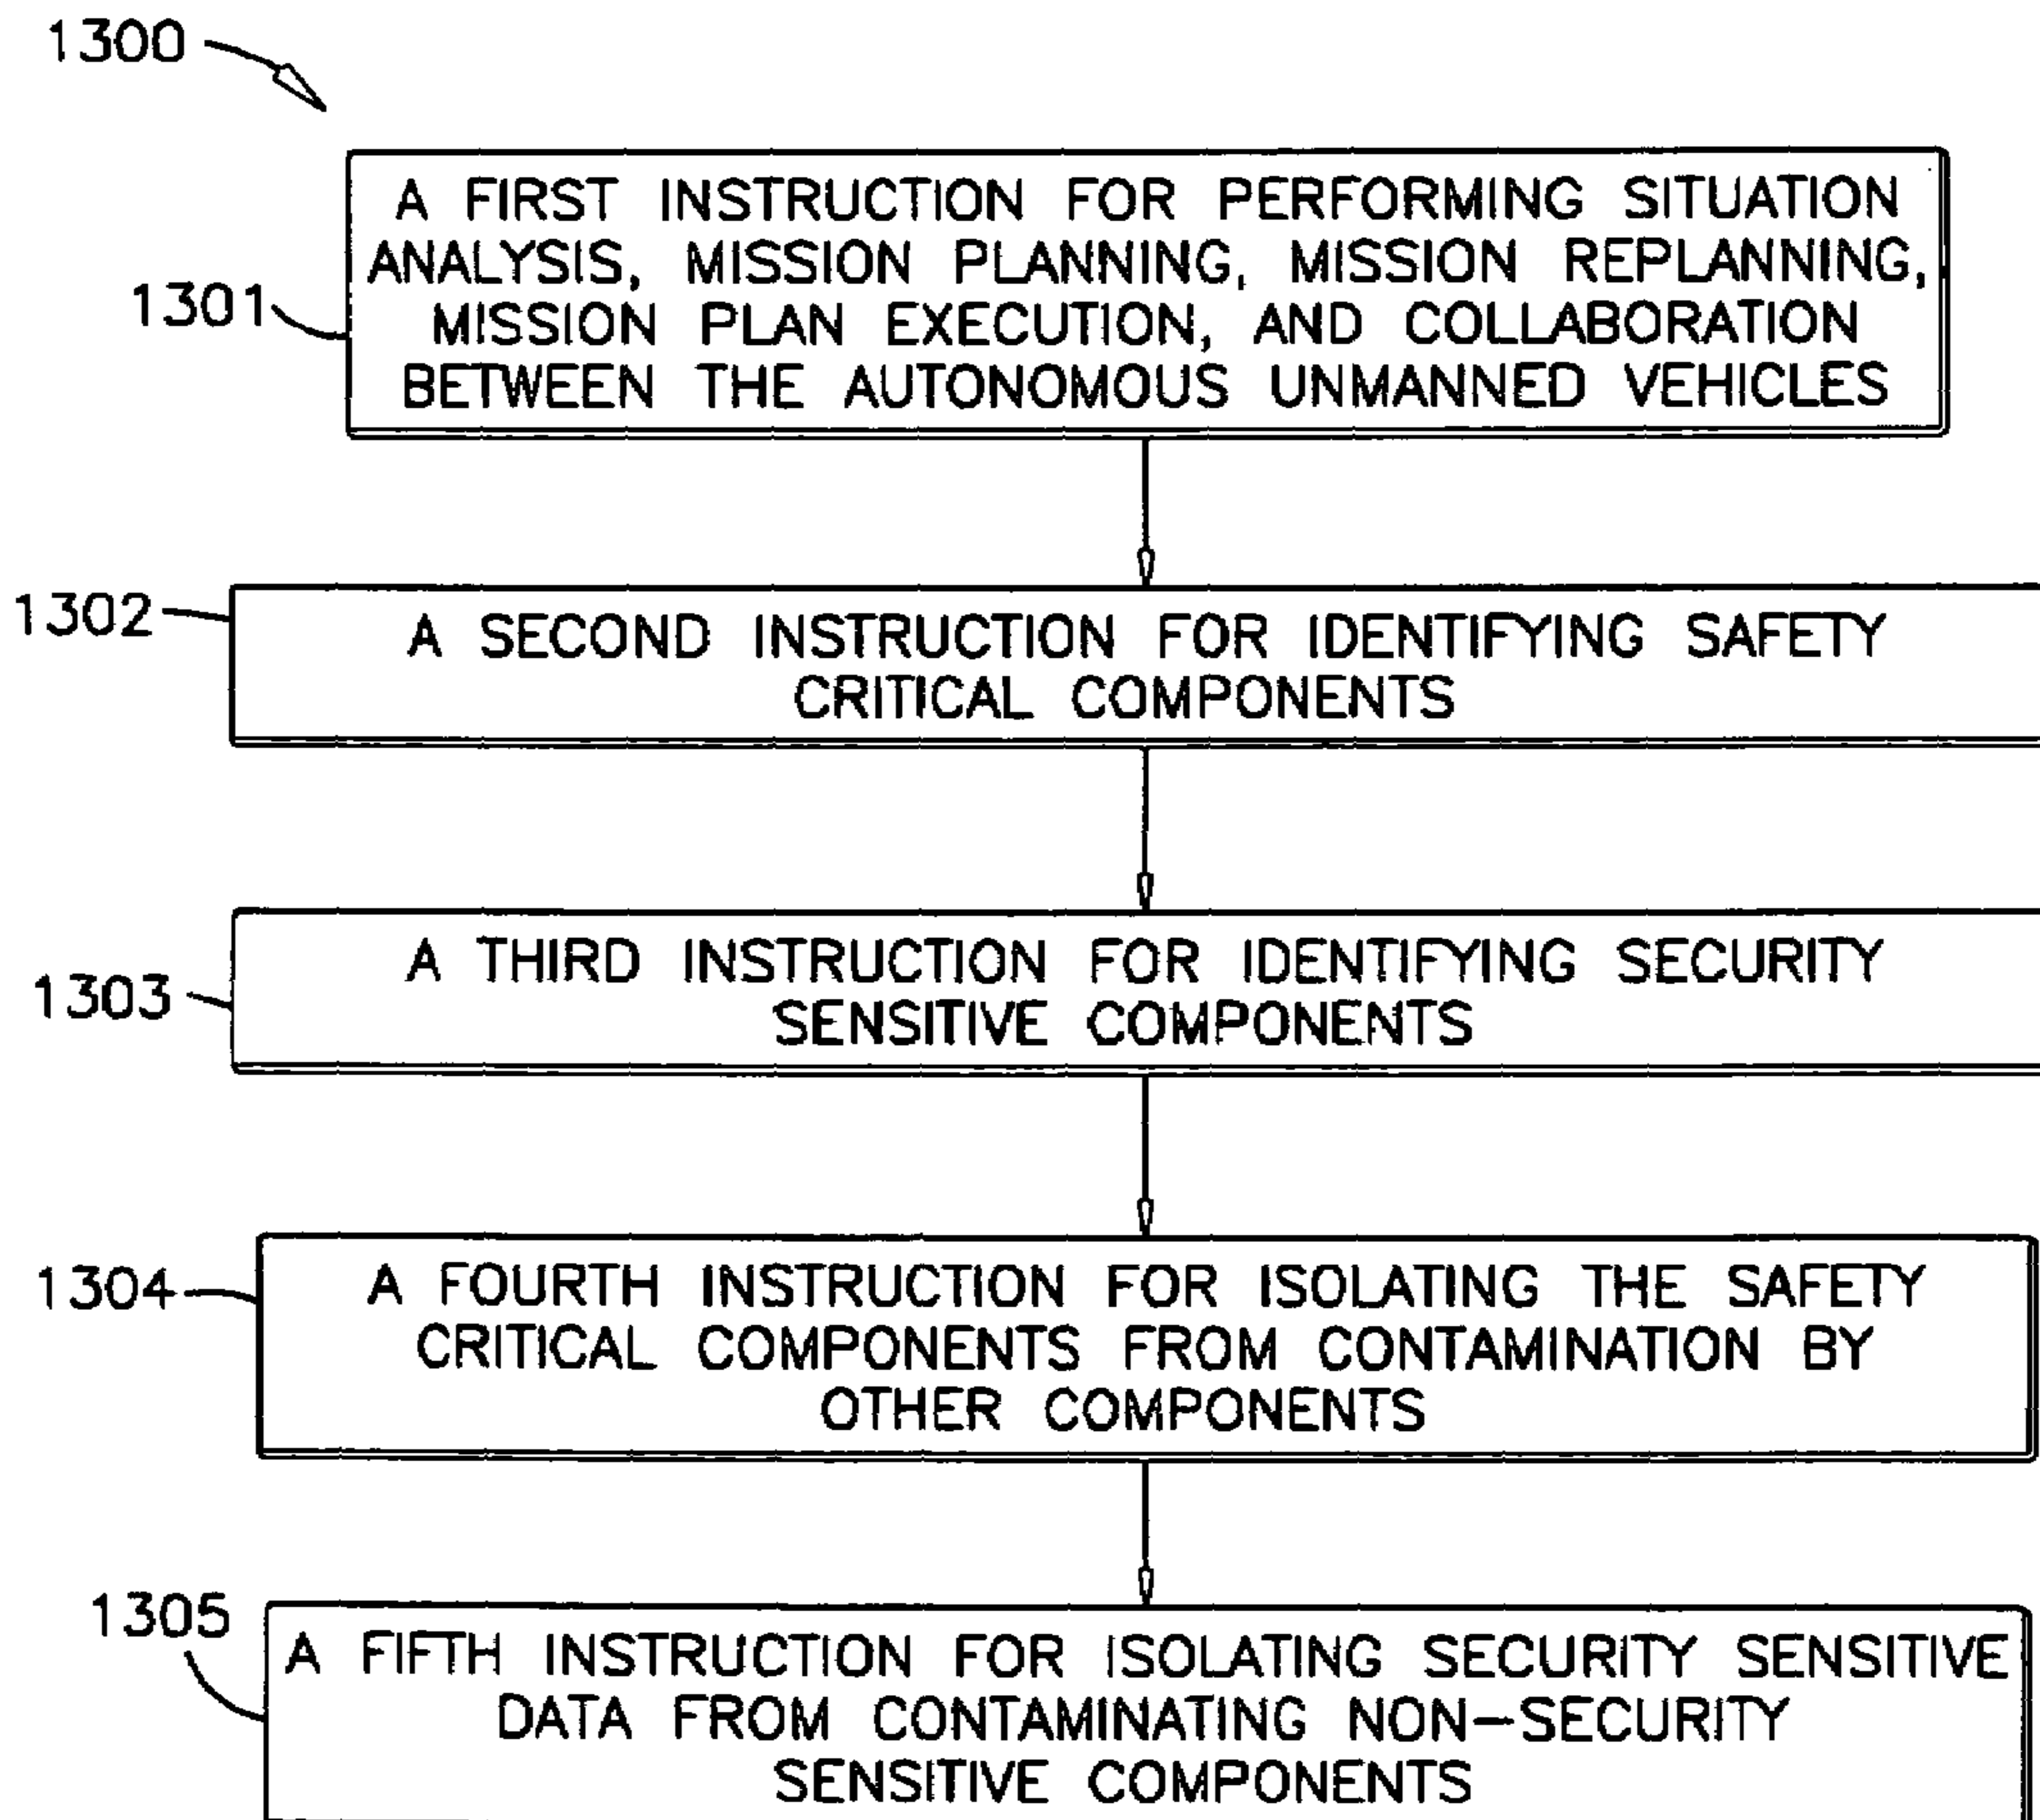 1300
A FIRST INSTRUCTION FOR PERFORMING SITUATION
ANALYSIS, MISSION PLANNING, MISSION REPLANNING,
1301
MISSION PLAN EXECUTION, AND COLLABORATION
BETWEEN THE AUTONOMOUS UNMANNED VEHICLES
1302
A SECOND INSTRUCTION FOR IDENTIFYING SAFETY
CRITICAL COMPONENTS
1303
A THIRD INSTRUCTION FOR IDENTIFYING SECURITY
SENSITIVE COMPONENTS
1304
A FOURTH INSTRUCTION FOR ISOLATING THE SAFETY
CRITICAL COMPONENTS FROM CONTAMINATION BY
OTHER COMPONENTS
1305
A FIFTH INSTRUCTION FOR ISOLATING SECURITY SENSITIVE
DATA FROM CONTAMINATING NON-SECURITY
SENSITIVE COMPONENTS